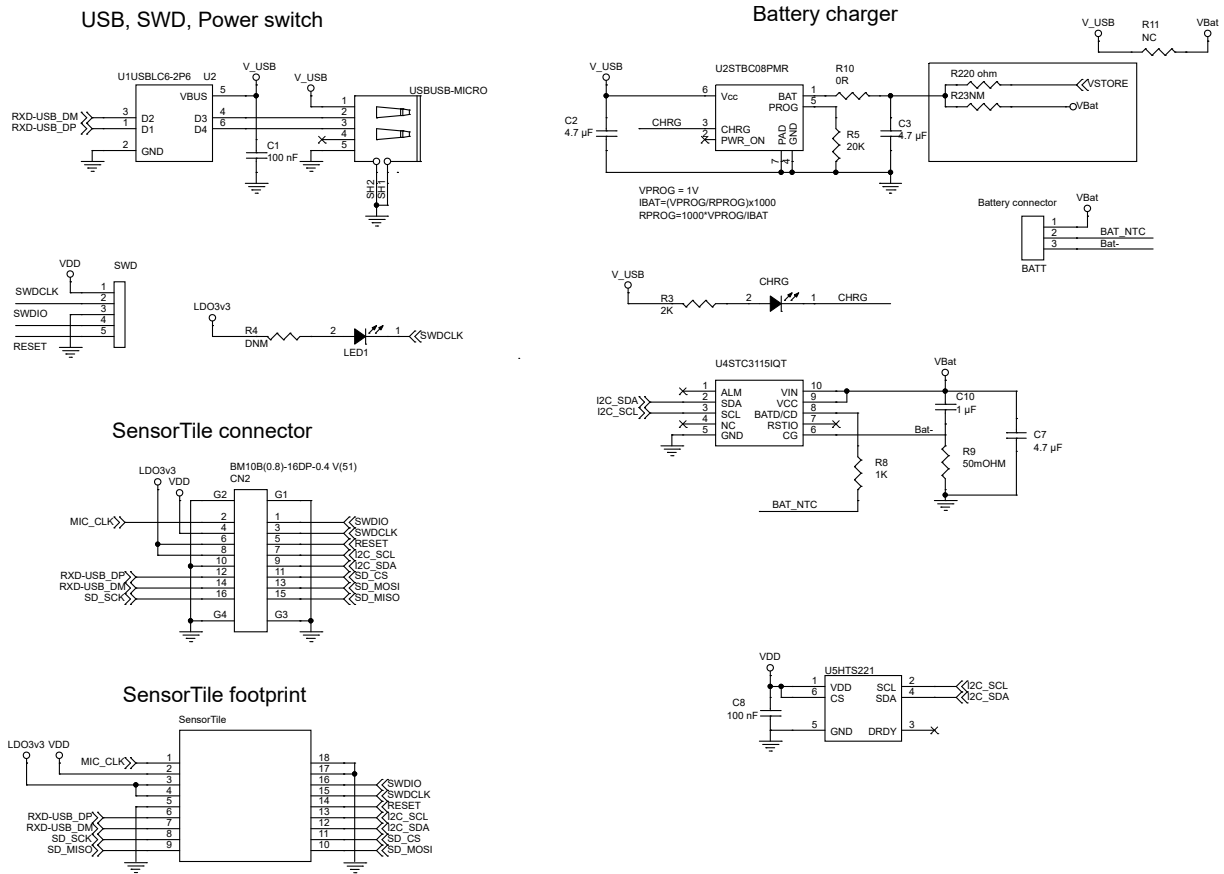 USB, SWD, Power switch
U1USBLC6-2P6 U2
V_USB
V_USB
USBUSB-MICRO
VBUS 5
RXD-USB_DM 3 D2 D3 4
RXD-USB_DP 1 D1 D4 6
2 GND
C1
100 nF
1
2
3
4
5
SH2
SH1
VDD
SWD
SWDCLK
SWDIO
RESET
1
2
3
4
5
LDO3v3
R4
DNM
2
LED1
1
SWDCLK
Battery charger
V_USB
R11
NC
VBat
V_USB
U2STBC08PMR
R10
0R
R220 ohm
VSTORE
R23NM
VBat
6 Vcc BAT 1
PROG 5
CHRG 3 CHRG
2 PWR_ON
PAD
GND
7
4
C2
4.7 µF
R5
20K
C3
4.7 µF
VPROG = 1V
IBAT=(VPROG/RPROG)x1000
RPROG=1000*VPROG/IBAT
Battery connector
VBat
1
2 BAT_NTC
3 Bat-
BATT
V_USB
R3
2K
2
CHRG
1
CHRG
U4STC3115IQT
VBat
1 ALM VIN 10
I2C_SDA 2 SDA VCC 9
I2C_SCL 3 SCL BATD/CD 8
4 NC RSTIO 7
5 GND CG 6
Bat-
C10
1 µF
C7
4.7 µF
R9
50mOHM
R8
1K
BAT_NTC
SensorTile connector
BM10B(0.8)-16DP-0.4 V(51)
LDO3v3
VDD
CN2
G2 G1
MIC_CLK 2 1 SWDIO
4 3 SWDCLK
6 5 RESET
8 7 I2C_SCL
10 9 I2C_SDA
RXD-USB_DP 12 11 SD_CS
RXD-USB_DM 14 13 SD_MOSI
SD_SCK 16 15 SD_MISO
G4 G3
SensorTile footprint
SensorTile
LDO3v3 VDD
MIC_CLK 1 18
2 17
3 16 SWDIO
4 15 SWDCLK
5 14 RESET
RXD-USB_DP 6 13 I2C_SCL
RXD-USB_DM 7 12 I2C_SDA
SD_SCK 8 11 SD_CS
SD_MISO 9 10 SD_MOSI
VDD
U5HTS221
1 VDD SCL 2 I2C_SCL
6 CS SDA 4 I2C_SDA
5 GND DRDY 3
C8
100 nF